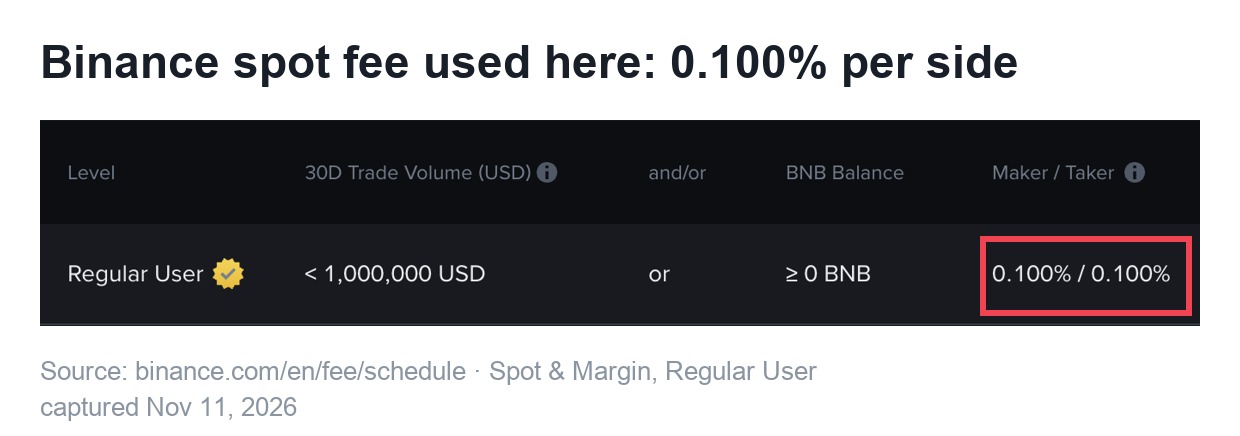 Binance spot fee used here: 0.100% per side
Level 30D Trade Volume (USD) and/or BNB Balance Maker / Taker
Regular User < 1,000,000 USD or ≥ 0 BNB 0.100% / 0.100%
Source: binance.com/en/fee/schedule · Spot & Margin, Regular User
captured Nov 11, 2026